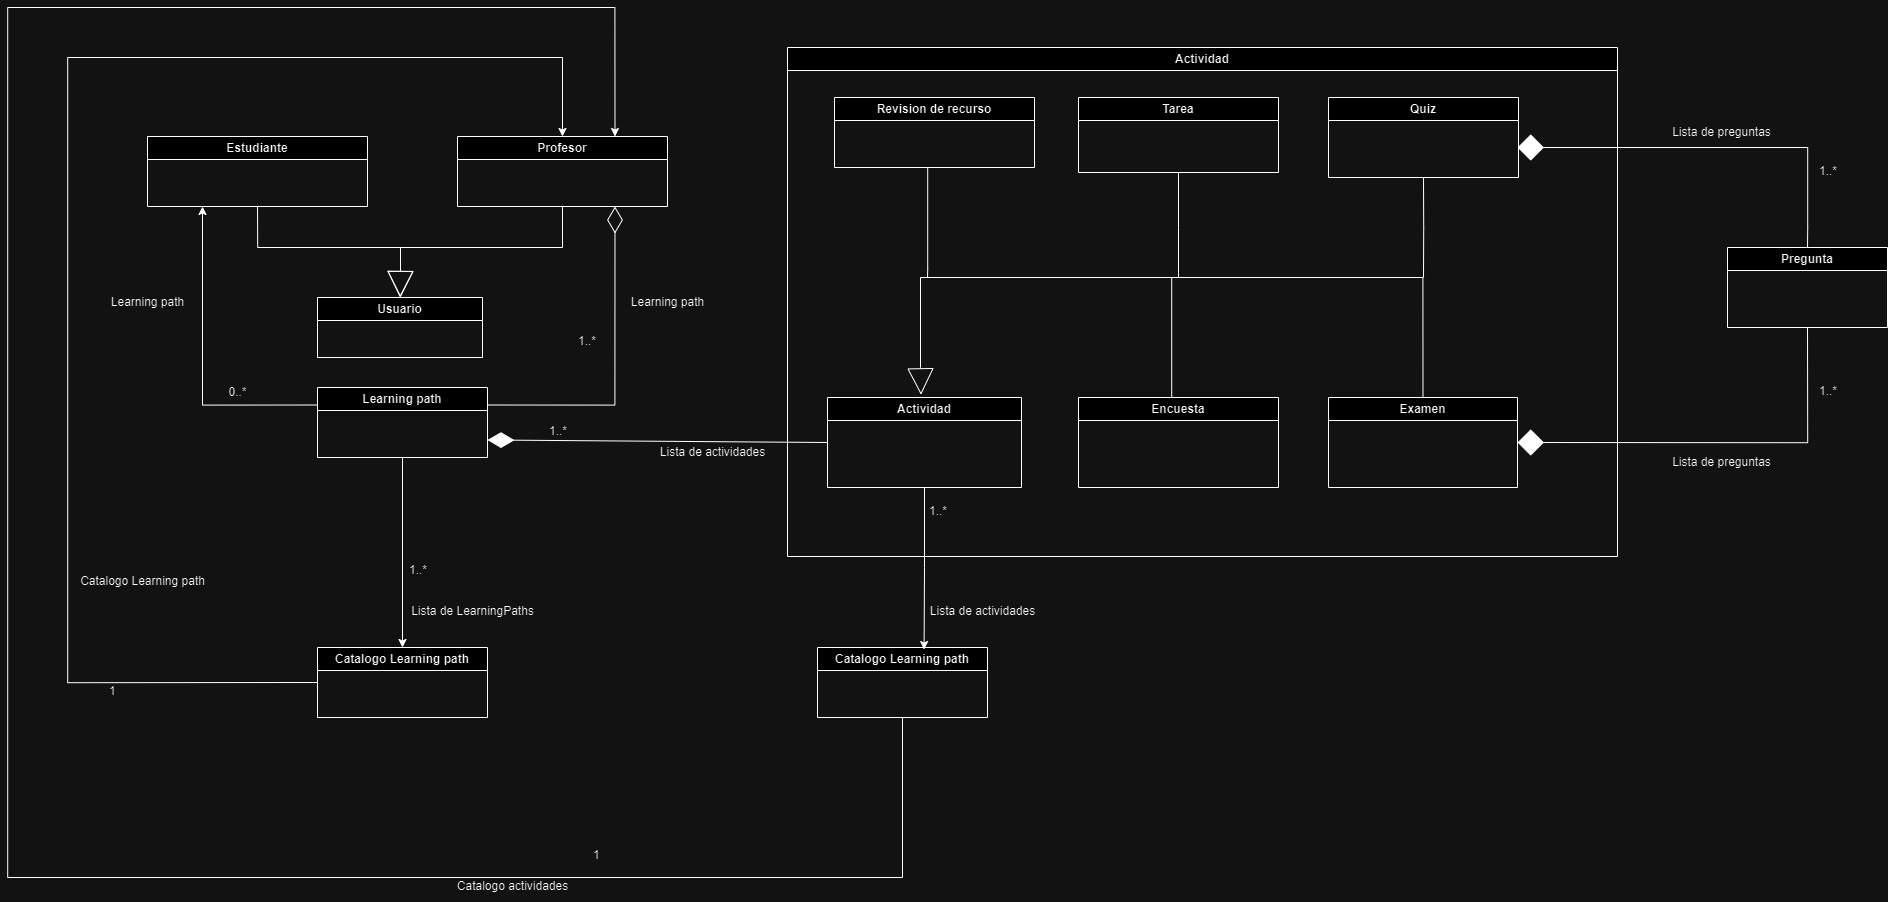 Actividad
Revision de recurso
Tarea
Quiz
Lista de preguntas
Estudiante
Profesor
1..*
Pregunta
Learning path
Learning path
Usuario
1..*
0..*
1..*
Learning path
Actividad
Encuesta
Examen
1..*
Lista de actividades
Lista de preguntas
1..*
1..*
Catalogo Learning path
Lista de LearningPaths
Lista de actividades
Catalogo Learning path
Catalogo Learning path
1
1
Catalogo actividades